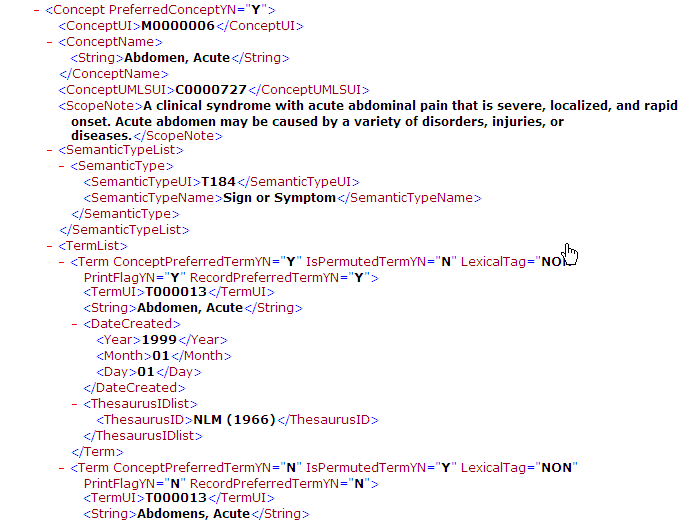 − <Concept PreferredConceptYN="Y">
<ConceptUI>M0000006</ConceptUI>
− <ConceptName>
<String>Abdomen, Acute</String>
</ConceptName>
<ConceptUMLSUI>C0000727</ConceptUMLSUI>
<ScopeNote>A clinical syndrome with acute abdominal pain that is severe, localized, and rapid
onset. Acute abdomen may be caused by a variety of disorders, injuries, or
diseases.</ScopeNote>
− <SemanticTypeList>
− <SemanticType>
<SemanticTypeUI>T184</SemanticTypeUI>
<SemanticTypeName>Sign or Symptom</SemanticTypeName>
</SemanticType>
</SemanticTypeList>
− <TermList>
− <Term ConceptPreferredTermYN="Y" IsPermutedTermYN="N" LexicalTag="NON"
PrintFlagYN="Y" RecordPreferredTermYN="Y">
<TermUI>T000013</TermUI>
<String>Abdomen, Acute</String>
− <DateCreated>
<Year>1999</Year>
<Month>01</Month>
<Day>01</Day>
</DateCreated>
− <ThesaurusIDlist>
<ThesaurusID>NLM (1966)</ThesaurusID>
</ThesaurusIDlist>
</Term>
− <Term ConceptPreferredTermYN="N" IsPermutedTermYN="Y" LexicalTag="NON"
PrintFlagYN="N" RecordPreferredTermYN="N">
<TermUI>T000013</TermUI>
<String>Abdomens, Acute</String>